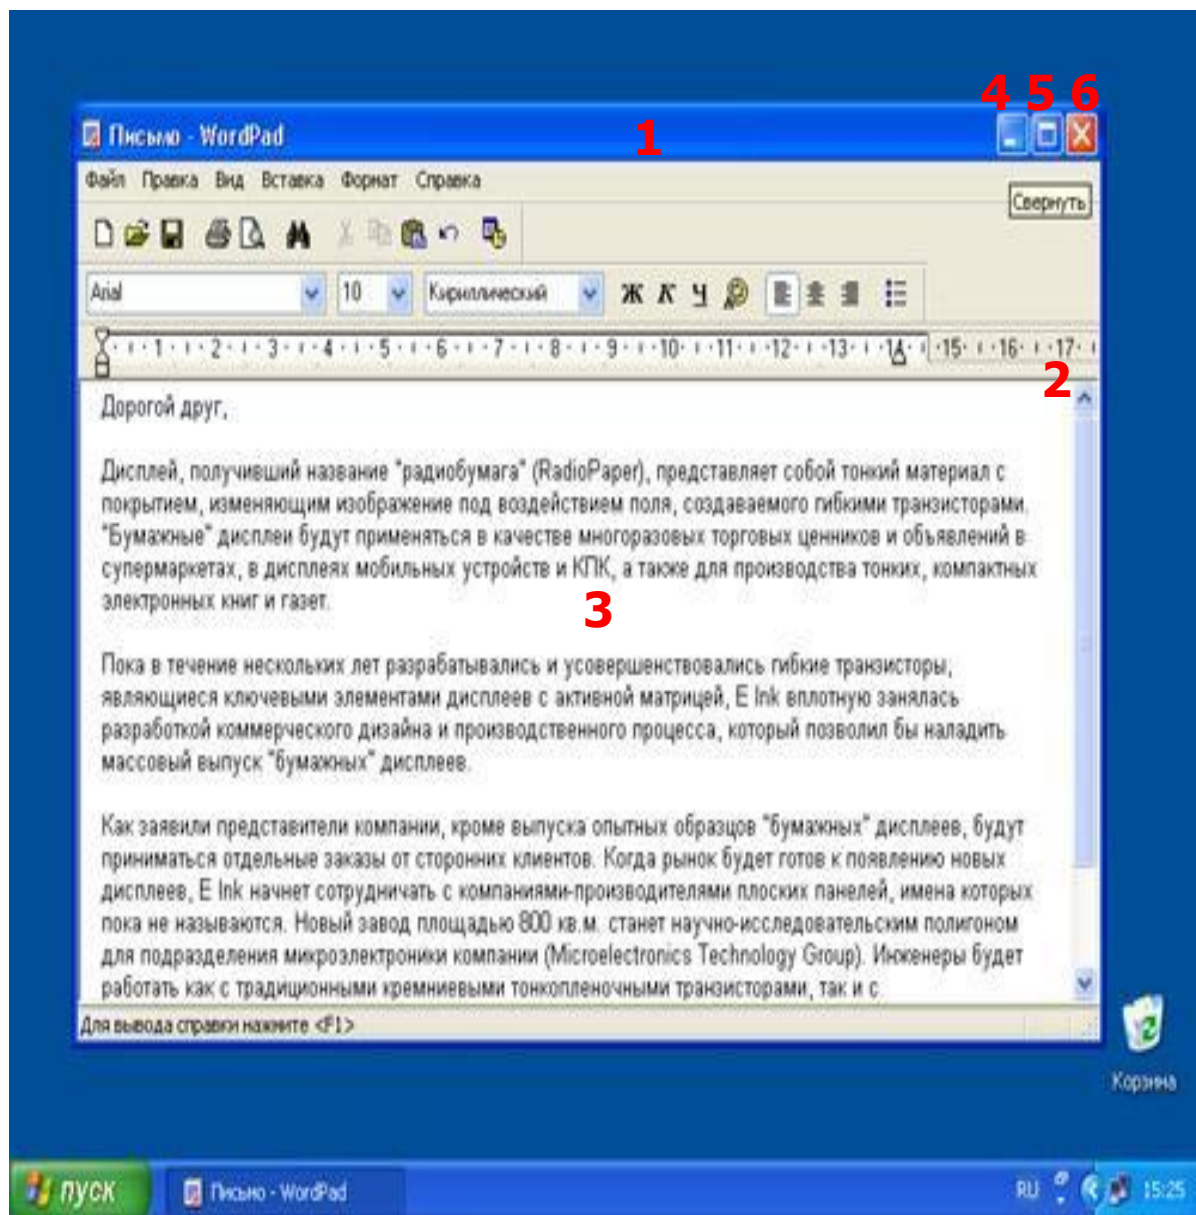 4 5 6
Письмо - WordPad
1
Файл Правка Вид Вставка Формат Справка
Свернуть
Arial 10 Кириллический Ж К Ч
1 2 3 4 5 6 7 8 9 10 11 12 13 14 15 16 17
2
Дорогой друг,
Дисплей, получивший название "радиобумага" (RadioPaper), представляет собой тонкий материал с
покрытием, изменяющим изображение под воздействием поля, создаваемого гибкими транзисторами.
"Бумажные" дисплеи будут применяться в качестве многоразовых торговых ценников и объявлений в
супермаркетах, в дисплеях мобильных устройств и КПК, а также для производства тонких, компактных
электронных книг и газет.
3
Пока в течение нескольких лет разрабатывались и усовершенствовались гибкие транзисторы,
являющиеся ключевыми элементами дисплеев с активной матрицей, E Ink вплотную занялась
разработкой коммерческого дизайна и производственного процесса, который позволил бы наладить
массовый выпуск "бумажных" дисплеев.
Как заявили представители компании, кроме выпуска опытных образцов "бумажных" дисплеев, будут
приниматься отдельные заказы от сторонних клиентов. Когда рынок будет готов к появлению новых
дисплеев, E Ink начнет сотрудничать с компаниями-производителями плоских панелей, имена которых
пока не называются. Новый завод площадью 800 кв.м. станет научно-исследовательским полигоном
для подразделения микроэлектроники компании (Microelectronics Technology Group). Инженеры будет
работать как с традиционными кремниевыми тонкопленочными транзисторами, так и с
Для вывода справки нажмите <F1>
Корзина
пуск Письмо - WordPad RU 15:25